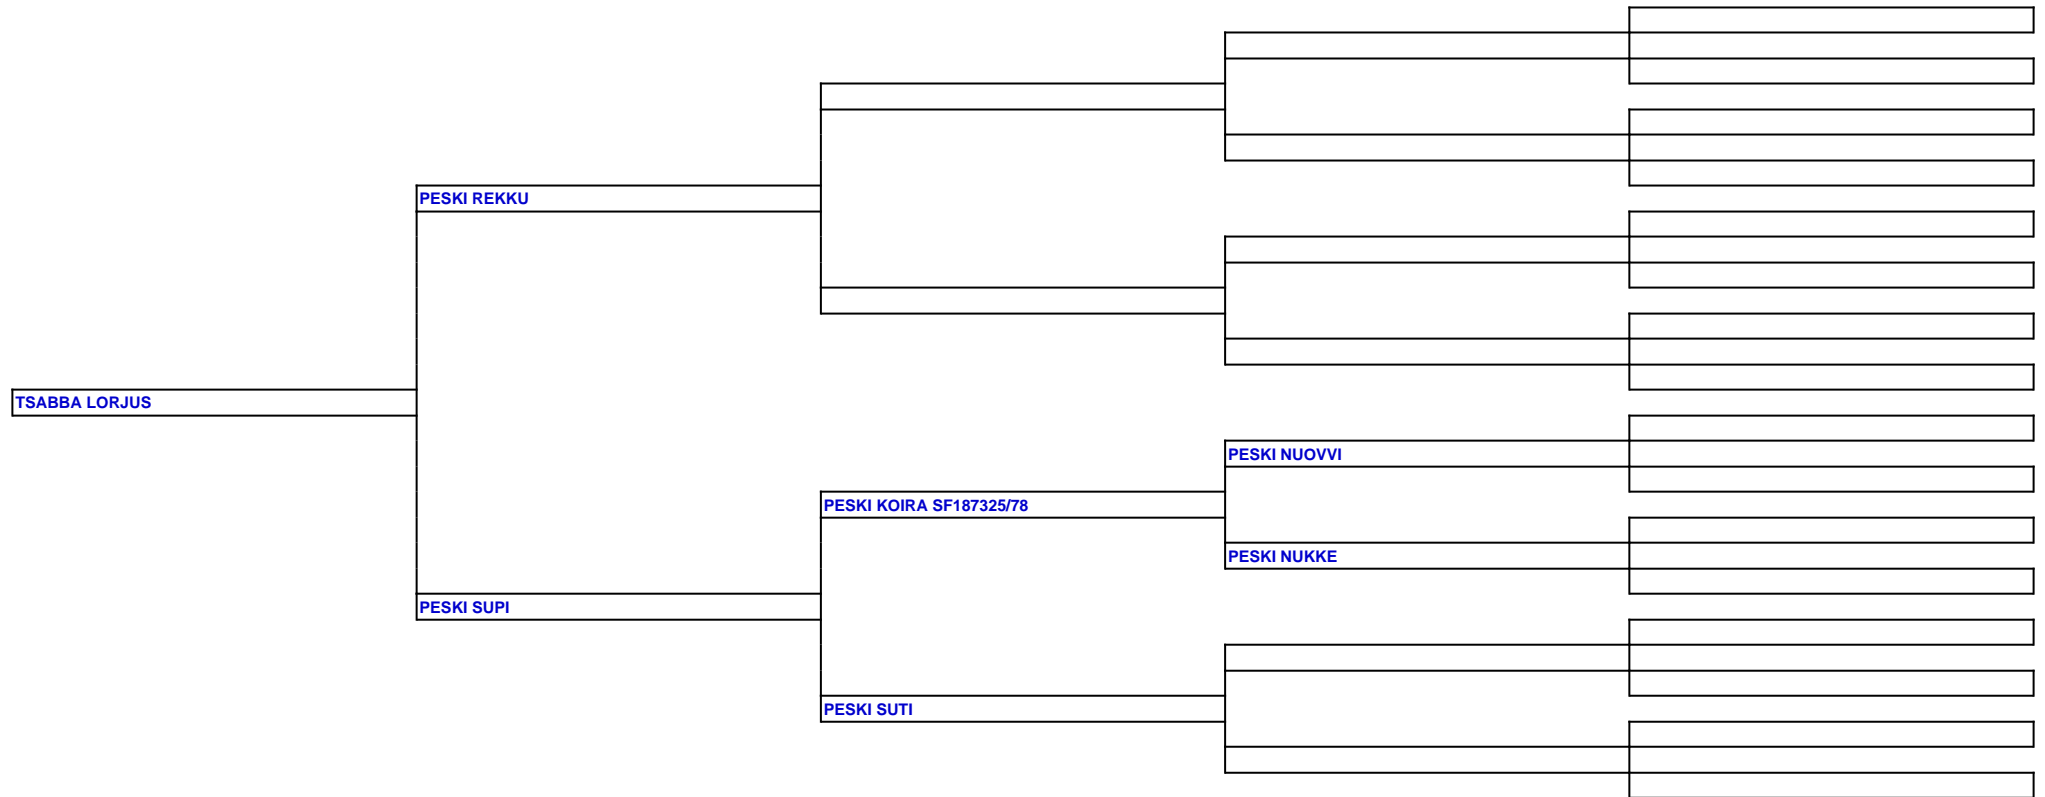 PESKI REKKU
TSABBA LORJUS
PESKI NUOVVI
PESKI KOIRA SF187325/78
PESKI NUKKE
PESKI SUPI
PESKI SUTI